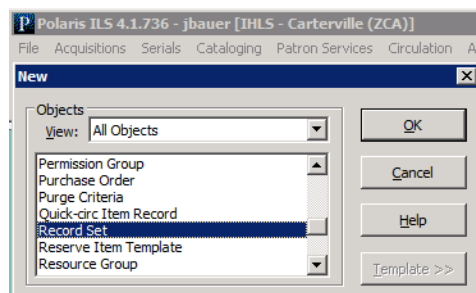 Polaris ILS 4.1.736 - jbauer [IHLS - Carterville (ZCA)]
File Acquisitions Serials Cataloging Patron Services Circulation A
New
Objects
View: All Objects
OK
Permission Group
Purchase Order
Purge Criteria
Quick-circ Item Record
Record Set
Reserve Item Template
Resource Group
Cancel
Help
Template >>